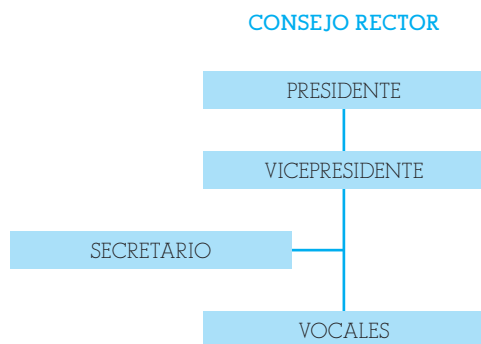 CONSEJO RECTOR
PRESIDENTE
VICEPRESIDENTE
SECRETARIO
VOCALES